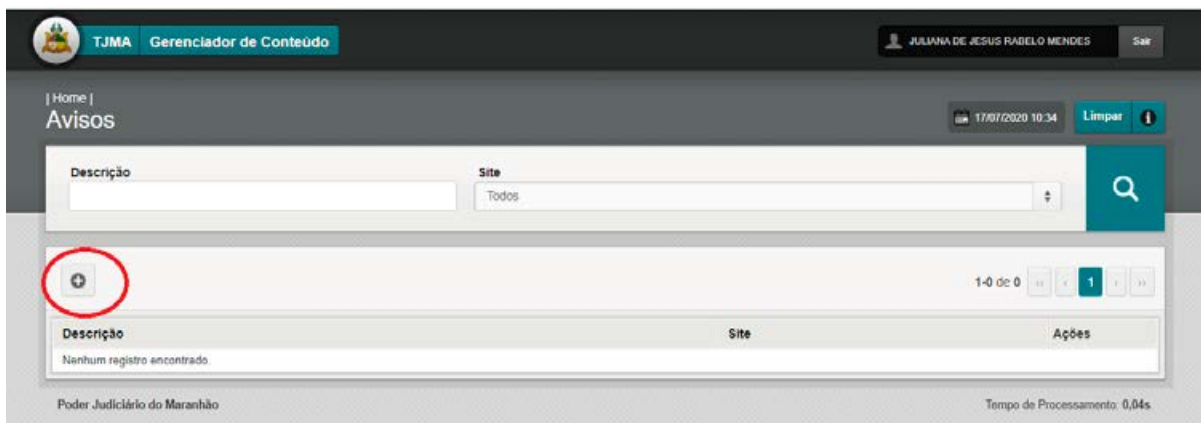 TJMA Gerenciador de Conteúdo
JULIANA DE JESUS RABELO MENDES Sair
| Home |
Avisos
17/07/2020 10:34 Limpar
Descrição Site
Todos
1-0 de 0 « ‹ 1 › »
Descrição Site Ações
Nenhum registro encontrado.
Poder Judiciário do Maranhão Tempo de Processamento: 0,04s